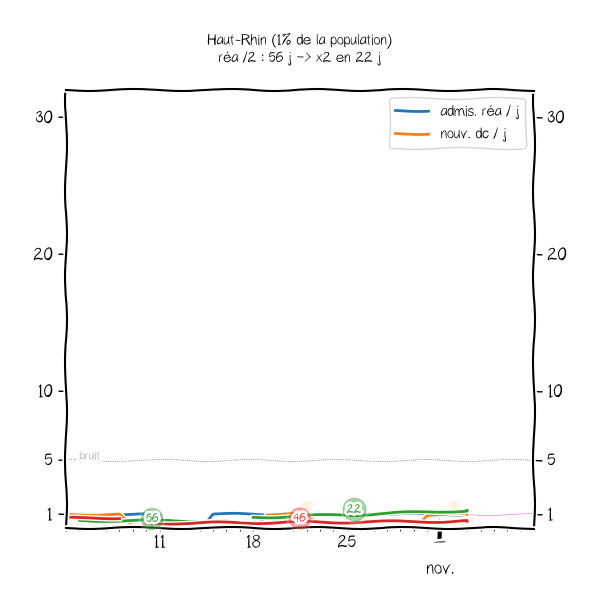 Haut-Rhin (1% de la population)
réa /2 : 56 j -> x2 en 22 j
admis. réa / j
nouv. dc / j
30 30
20 20
10 10
5 bruit 5
1 56 46 22 1
11 18 25 1
nov.